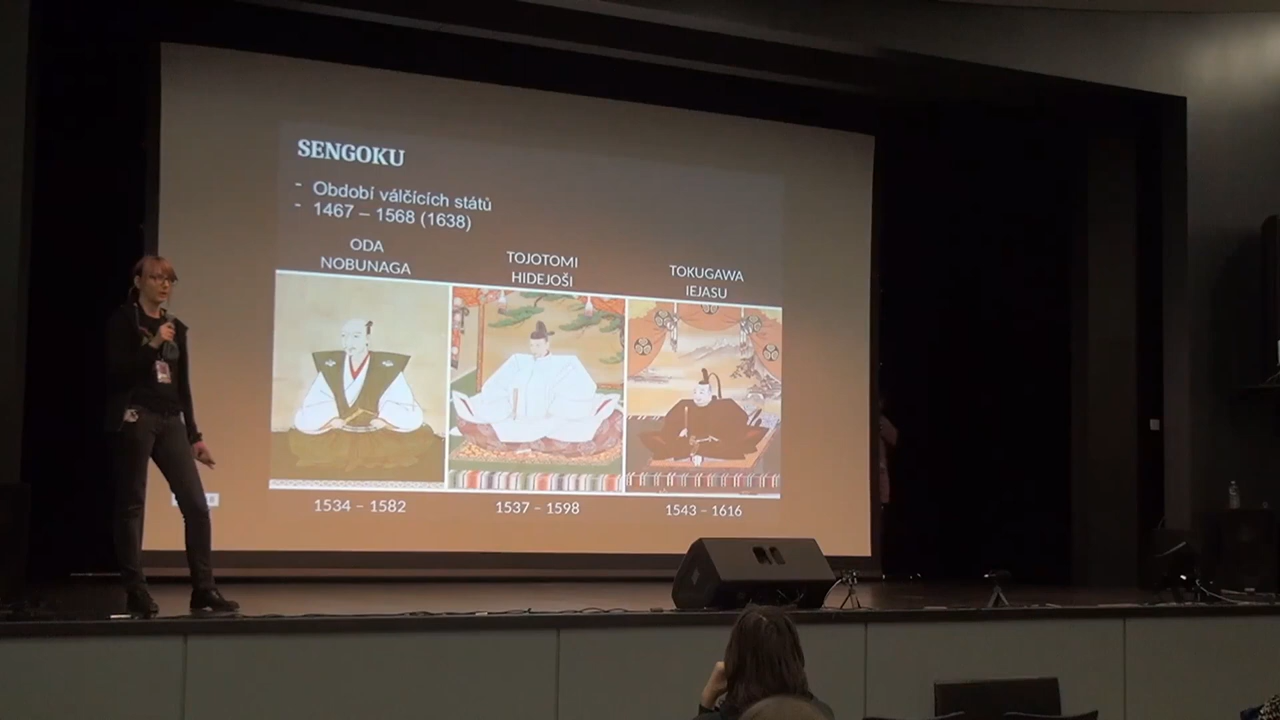 SENGOKU
- Období válčících států
- 1467 – 1568 (1638)
ODA
NOBUNAGA
TOJOTOMI
HIDEJOŠI
TOKUGAWA
IEJASU
1534 – 1582
1537 – 1598
1543 – 1616